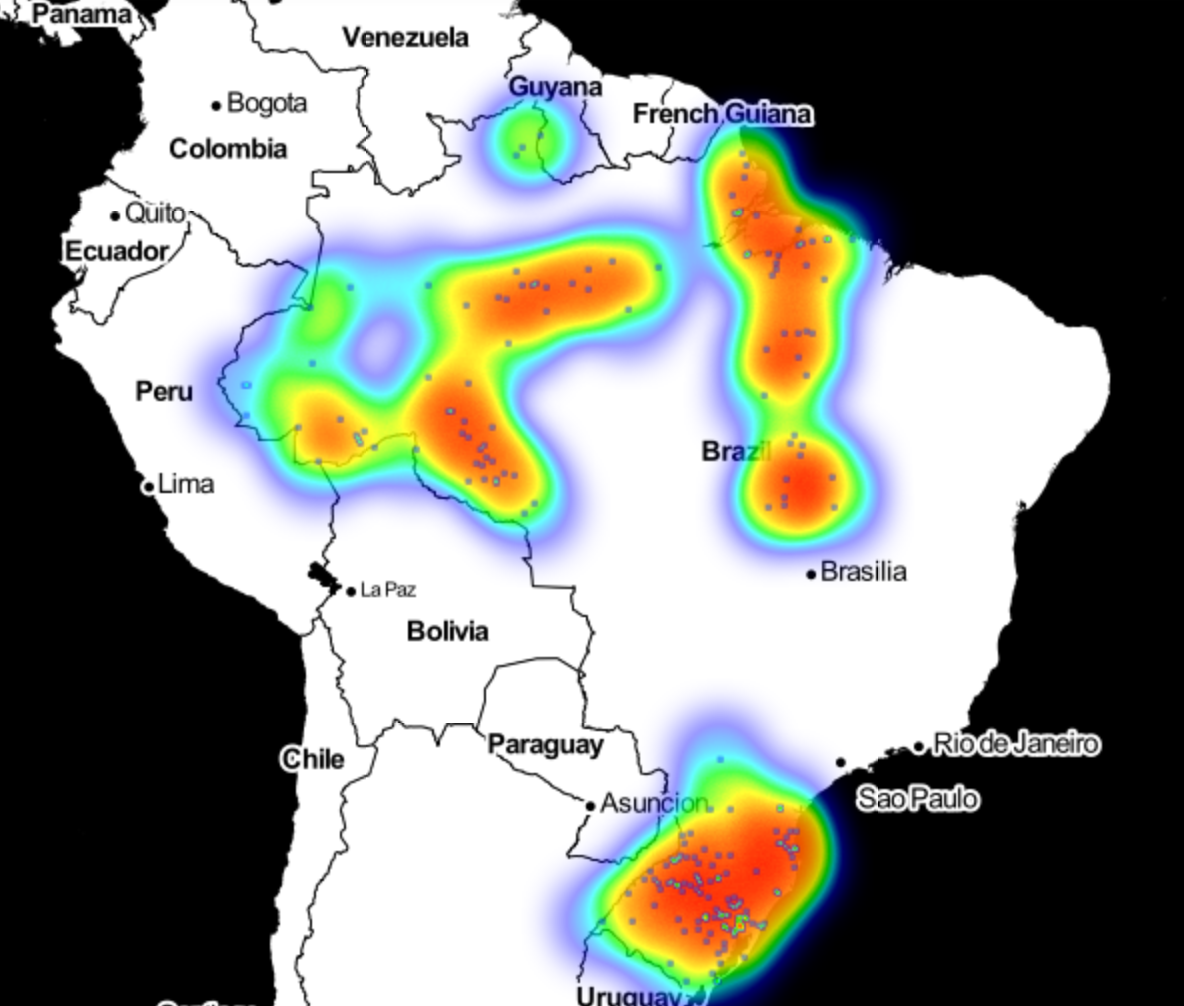 Panama
Venezuela
Guyana
Bogota
French Guiana
Colombia
Quito
Ecuador
Peru
Brazil
Lima
Brasilia
La Paz
Bolivia
Rio de Janeiro
Paraguay
Chile
Sao Paulo
Asuncion
Uruguay